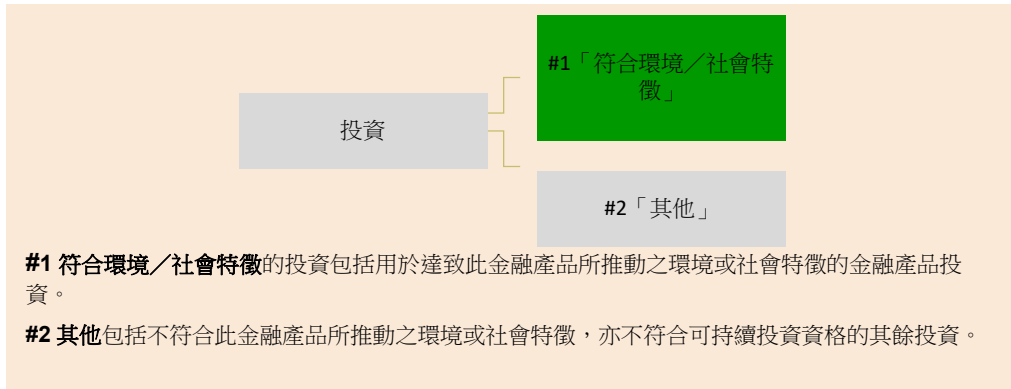 #1「符合環境／社會特
徵」
投資
#2「其他」
#1 符合環境／社會特徵的投資包括用於達致此金融產品所推動之環境或社會特徵的金融產品投
資。
#2 其他包括不符合此金融產品所推動之環境或社會特徵，亦不符合可持續投資資格的其餘投資。